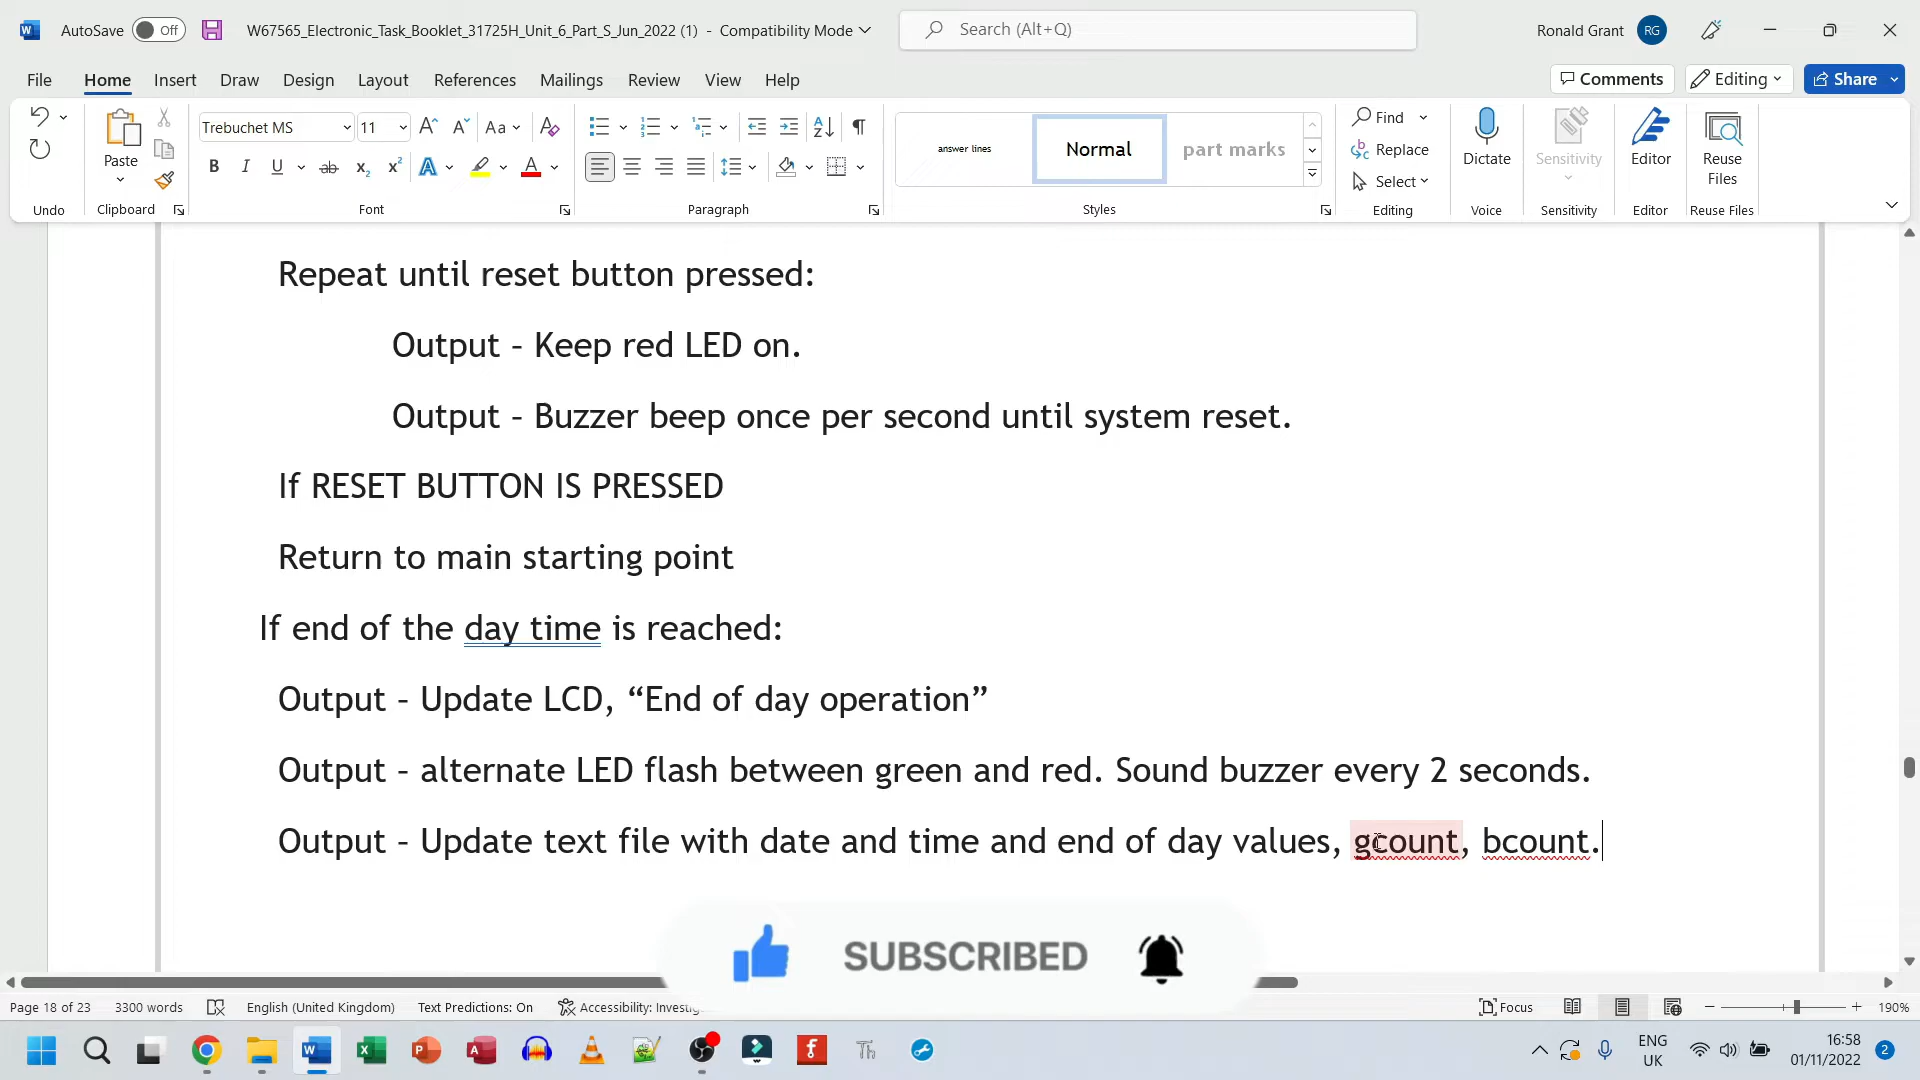 AutoSave Off W67565_Electronic_Task_Booklet_31725H_Unit_6_Part_S_Jun_2022 (1) - Compatibility Mode Search (Alt+Q) Ronald Grant RG
File Home Insert Draw Design Layout References Mailings Review View Help Comments Editing Share
Trebuchet MS 11 Aa Find
Paste answer lines Normal part marks Replace Dictate Sensitivity Editor Reuse Files
B I U ab x₂ x² A A Select
Undo Clipboard Font Paragraph Styles Editing Voice Sensitivity Editor Reuse Files
Repeat until reset button pressed:
Output – Keep red LED on.
Output – Buzzer beep once per second until system reset.
If RESET BUTTON IS PRESSED
Return to main starting point
If end of the day time is reached:
Output – Update LCD, “End of day operation”
Output – alternate LED flash between green and red. Sound buzzer every 2 seconds.
Output – Update text file with date and time and end of day values, gcount, bcount.
SUBSCRIBED
Page 18 of 23 3300 words English (United Kingdom) Text Predictions: On Accessibility: Investig Focus 190%
ENG 16:58
UK 01/11/2022 2